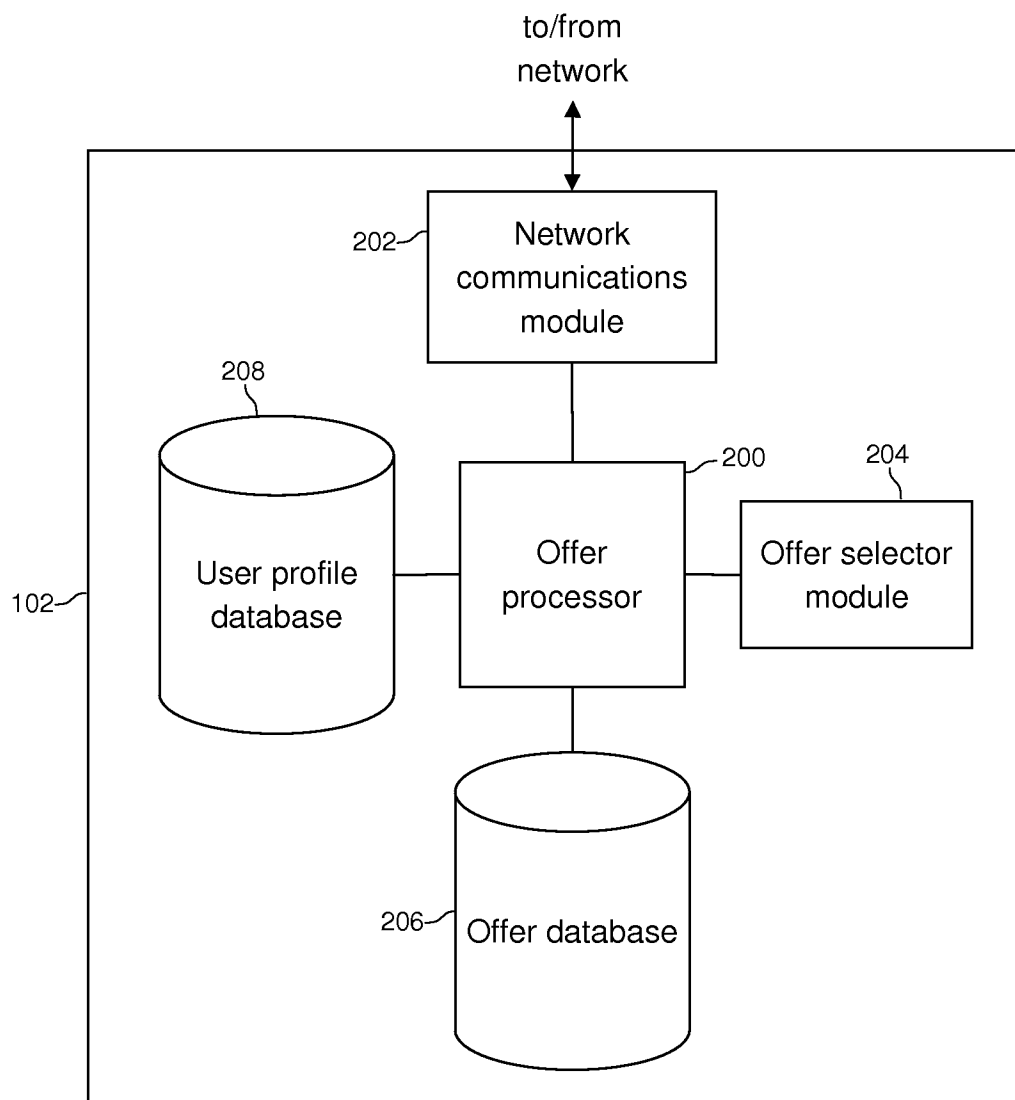 to/from
network
202
Network
communications
module
208
200
204
User profile
database
Offer
processor
Offer selector
module
102
206
Offer database